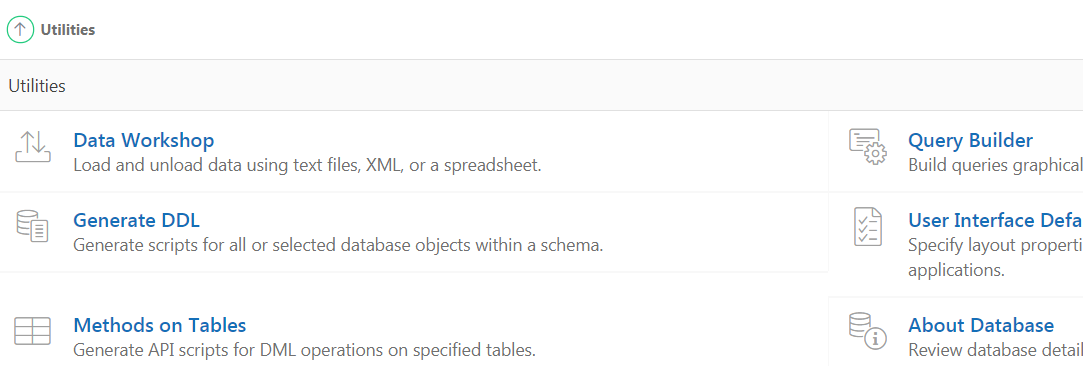 Utilities
Utilities
Data Workshop
Load and unload data using text files, XML, or a spreadsheet.
Query Builder
Build queries graphical
Generate DDL
Generate scripts for all or selected database objects within a schema.
User Interface Defa
Specify layout properti
applications.
Methods on Tables
Generate API scripts for DML operations on specified tables.
About Database
Review database detail